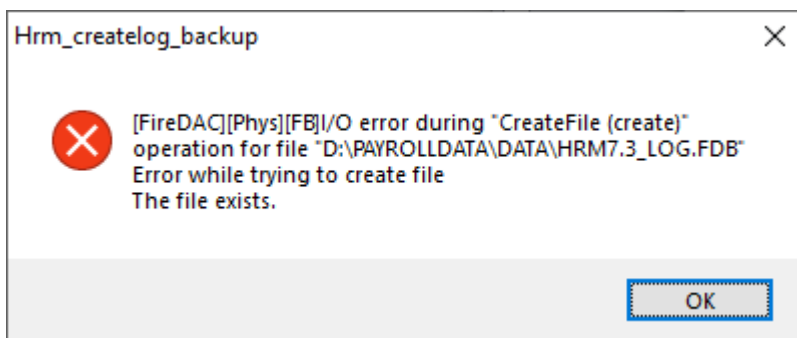 Hrm_createlog_backup
[FireDAC][Phys][FB]I/O error during "CreateFile (create)"
operation for file "D:\PAYROLLDATA\DATA\HRM7.3_LOG.FDB"
Error while trying to create file
The file exists.
OK